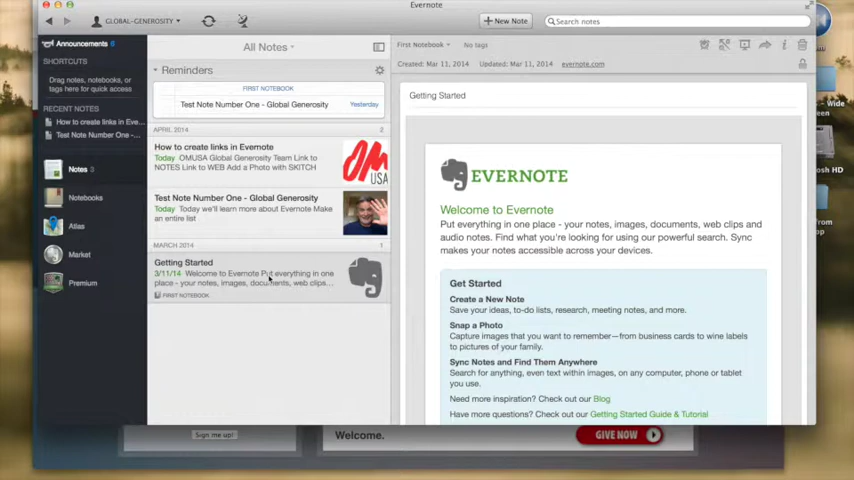 Evernote
GLOBAL-GENEROSITY
+ New Note
Search notes
Announcements 6
SHORTCUTS
Drag notes, notebooks, or
tags here for quick access
RECENT NOTES
How to create links in Eve...
Test Note Number One -...
Notes 3
Notebooks
Atlas
Market
Premium
All Notes
Reminders
FIRST NOTEBOOK
Test Note Number One - Global Generosity Yesterday
APRIL 2014 2
How to create links in Evernote
Today OMUSA Global Generosity Team Link to
NOTES Link to WEB Add a Photo with SKITCH
OM
USA
Test Note Number One - Global Generosity
Today Today we'll learn more about Evernote Make
an entire list
MARCH 2014 1
Getting Started
3/11/14 Welcome to Evernote Put everything in one
place - your notes, images, documents, web clips...
FIRST NOTEBOOK
First Notebook No tags
Created: Mar 11, 2014 Updated: Mar 11, 2014 evernote.com
Getting Started
EVERNOTE
Welcome to Evernote
Put everything in one place - your notes, images, documents, web clips and
audio notes. Find what you're looking for using our powerful search. Sync
makes your notes accessible across your devices.
Get Started
Create a New Note
Save your ideas, to-do lists, research, meeting notes, and more.
Snap a Photo
Capture images that you want to remember—from business cards to wine labels
to pictures of your family.
Sync Notes and Find Them Anywhere
Search for anything, even text within images, on any computer, phone or tablet
you use.
Need more inspiration? Check out our Blog
Have more questions? Check out our Getting Started Guide & Tutorial
Sign me up!
Welcome.
GIVE NOW
- Wide